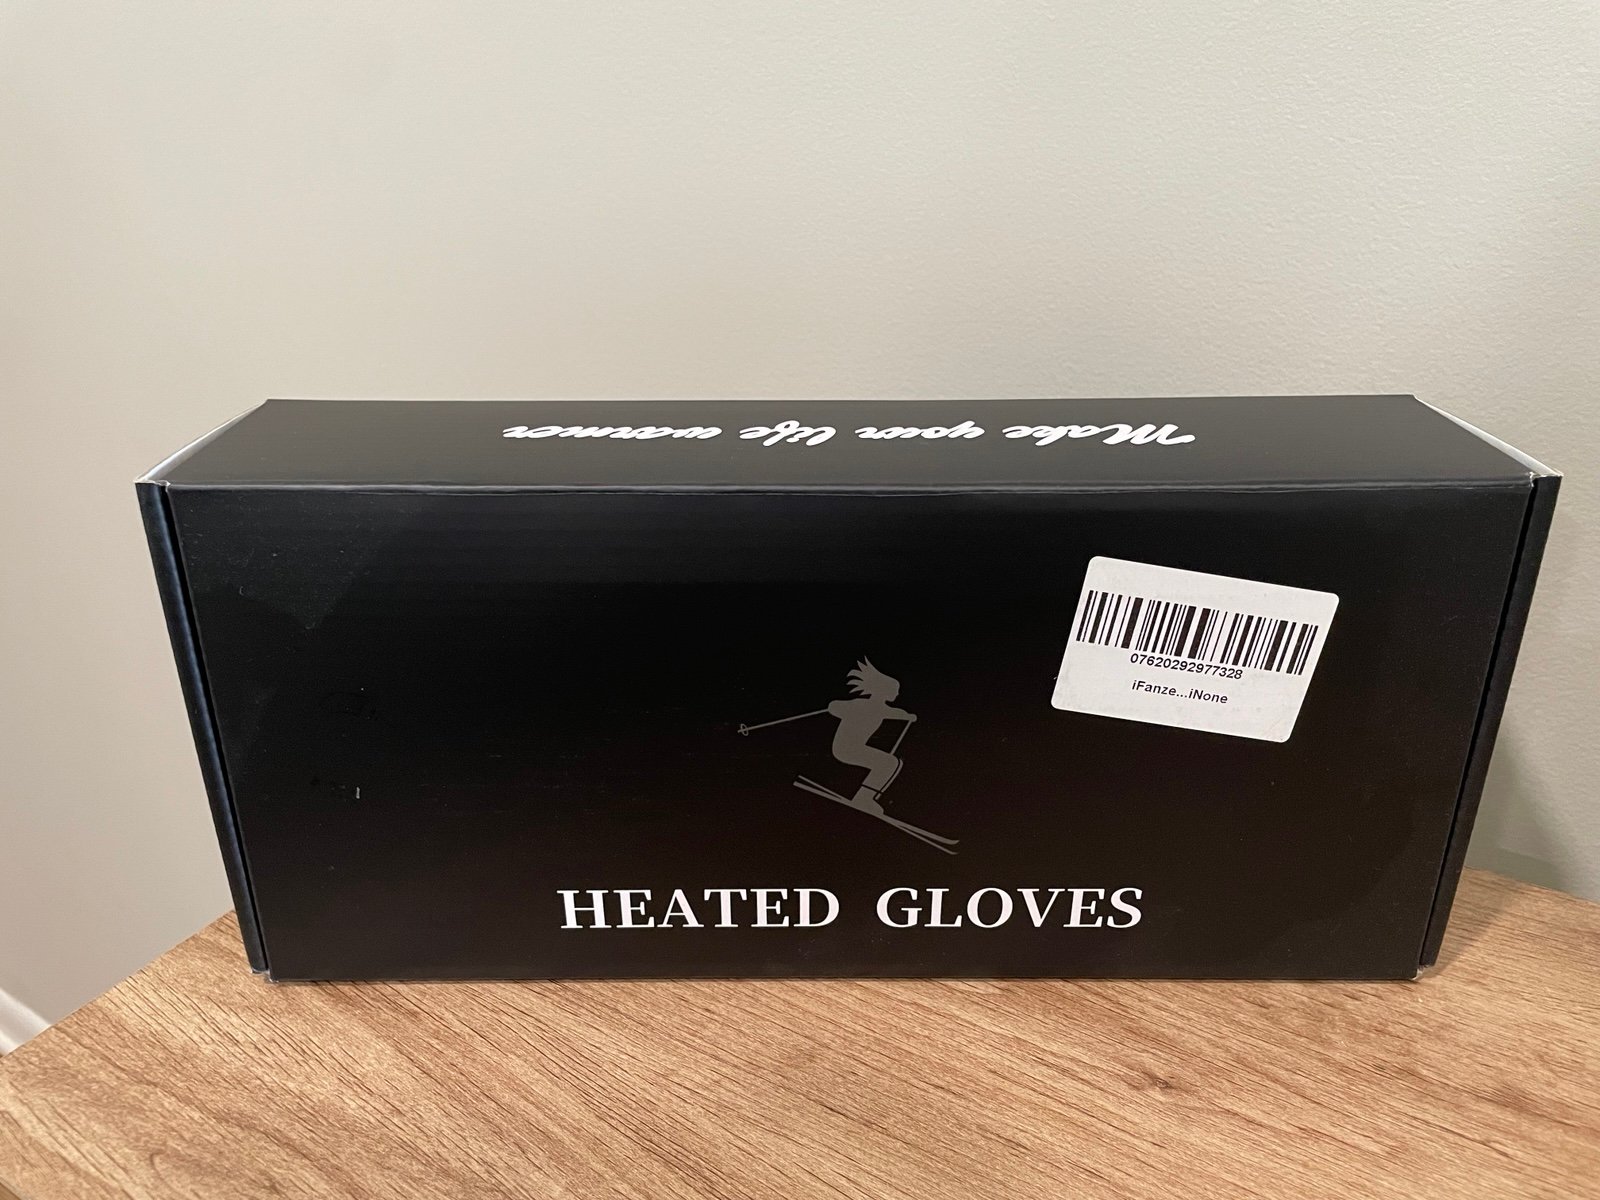 Make your life warmer
07620292977328
iFanze...iNone
HEATED GLOVES